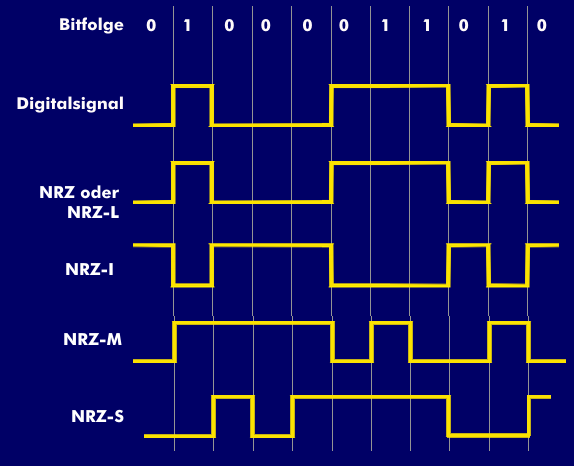 Bitfolge 0 1 0 0 0 0 1 1 0 1 0
Digitalsignal
NRZ oder
NRZ-L
NRZ-I
NRZ-M
NRZ-S